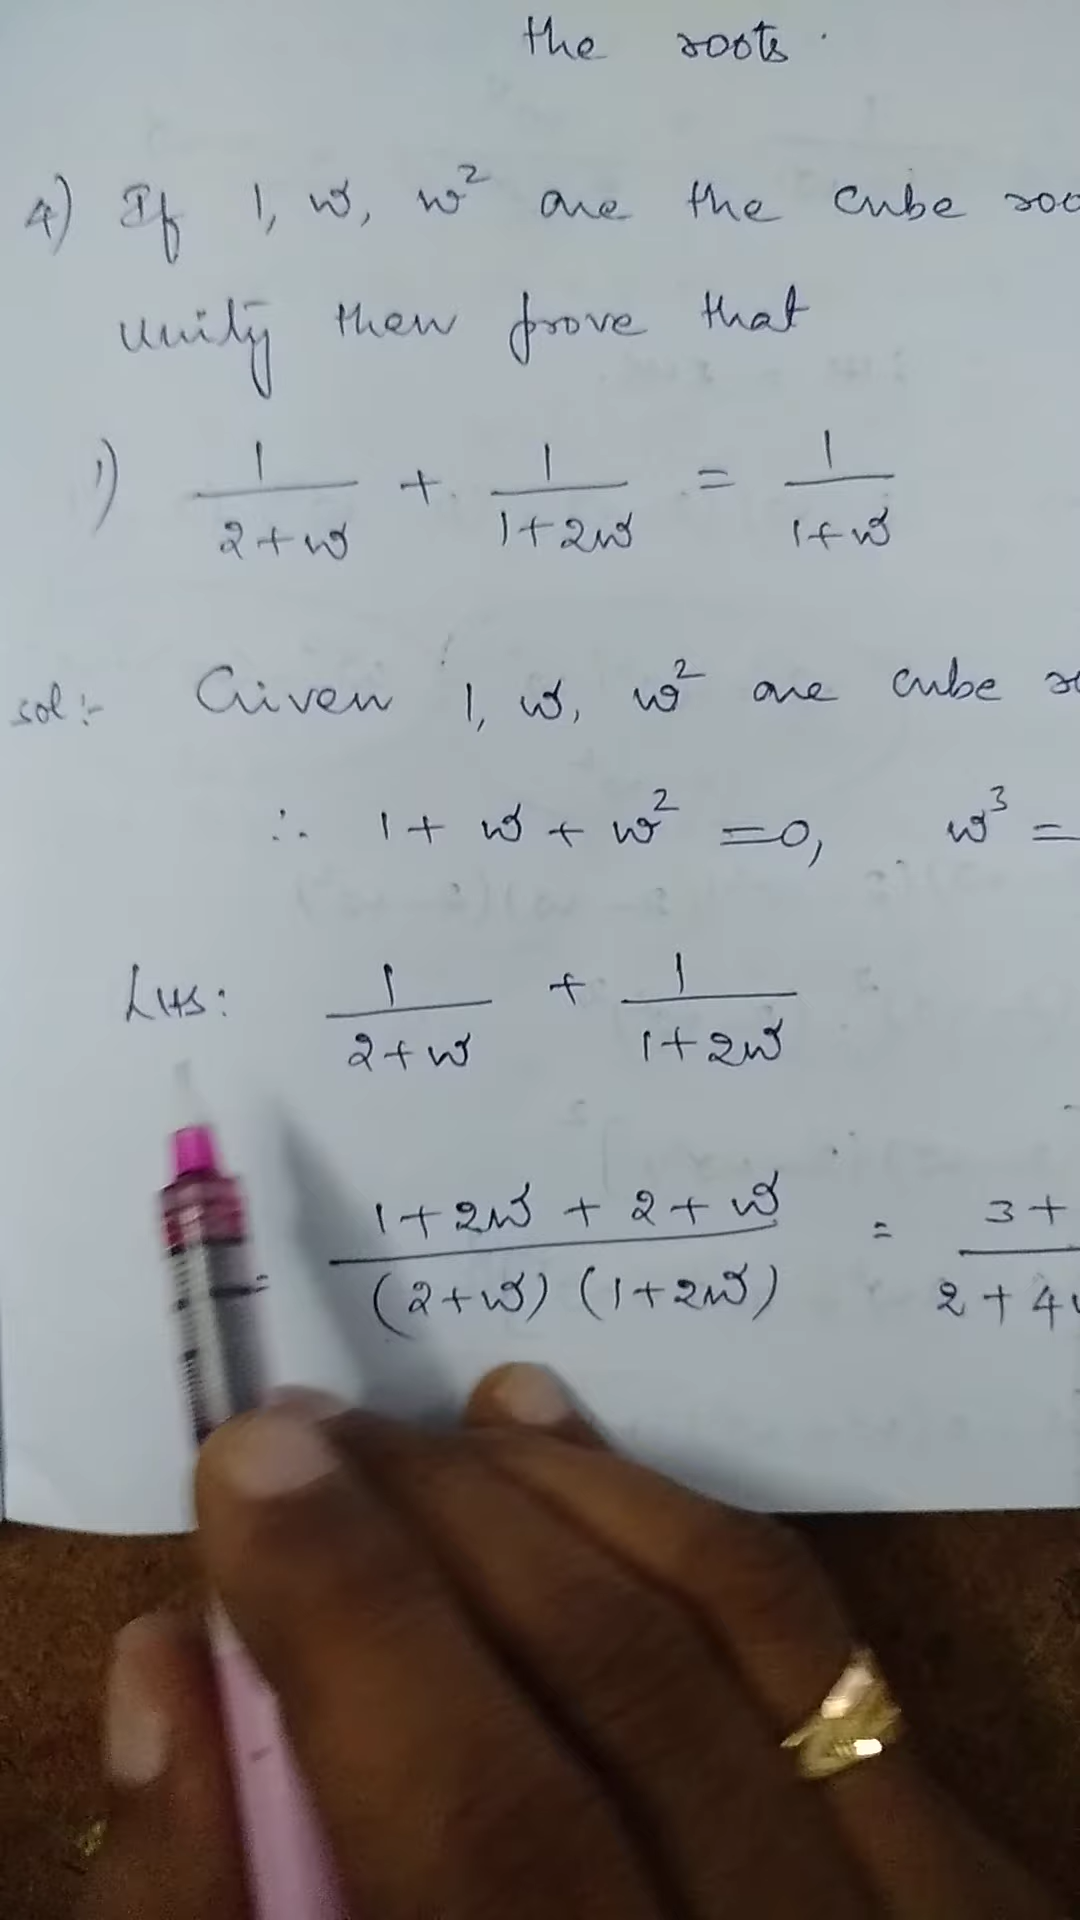 the roots.
4) If 1, ω, ω² are the cube
unity then prove that
1) 1/(2+ω) + 1/(1+2ω) = 1/(1+ω)
sol:- Given 1, ω, ω² are cube
∴ 1 + ω + ω² = 0, ω³ =
LHS: 1/(2+ω) + 1/(1+2ω)
= (1+2ω + 2+ω)/((2+ω)(1+2ω)) = 3+ / 2+4